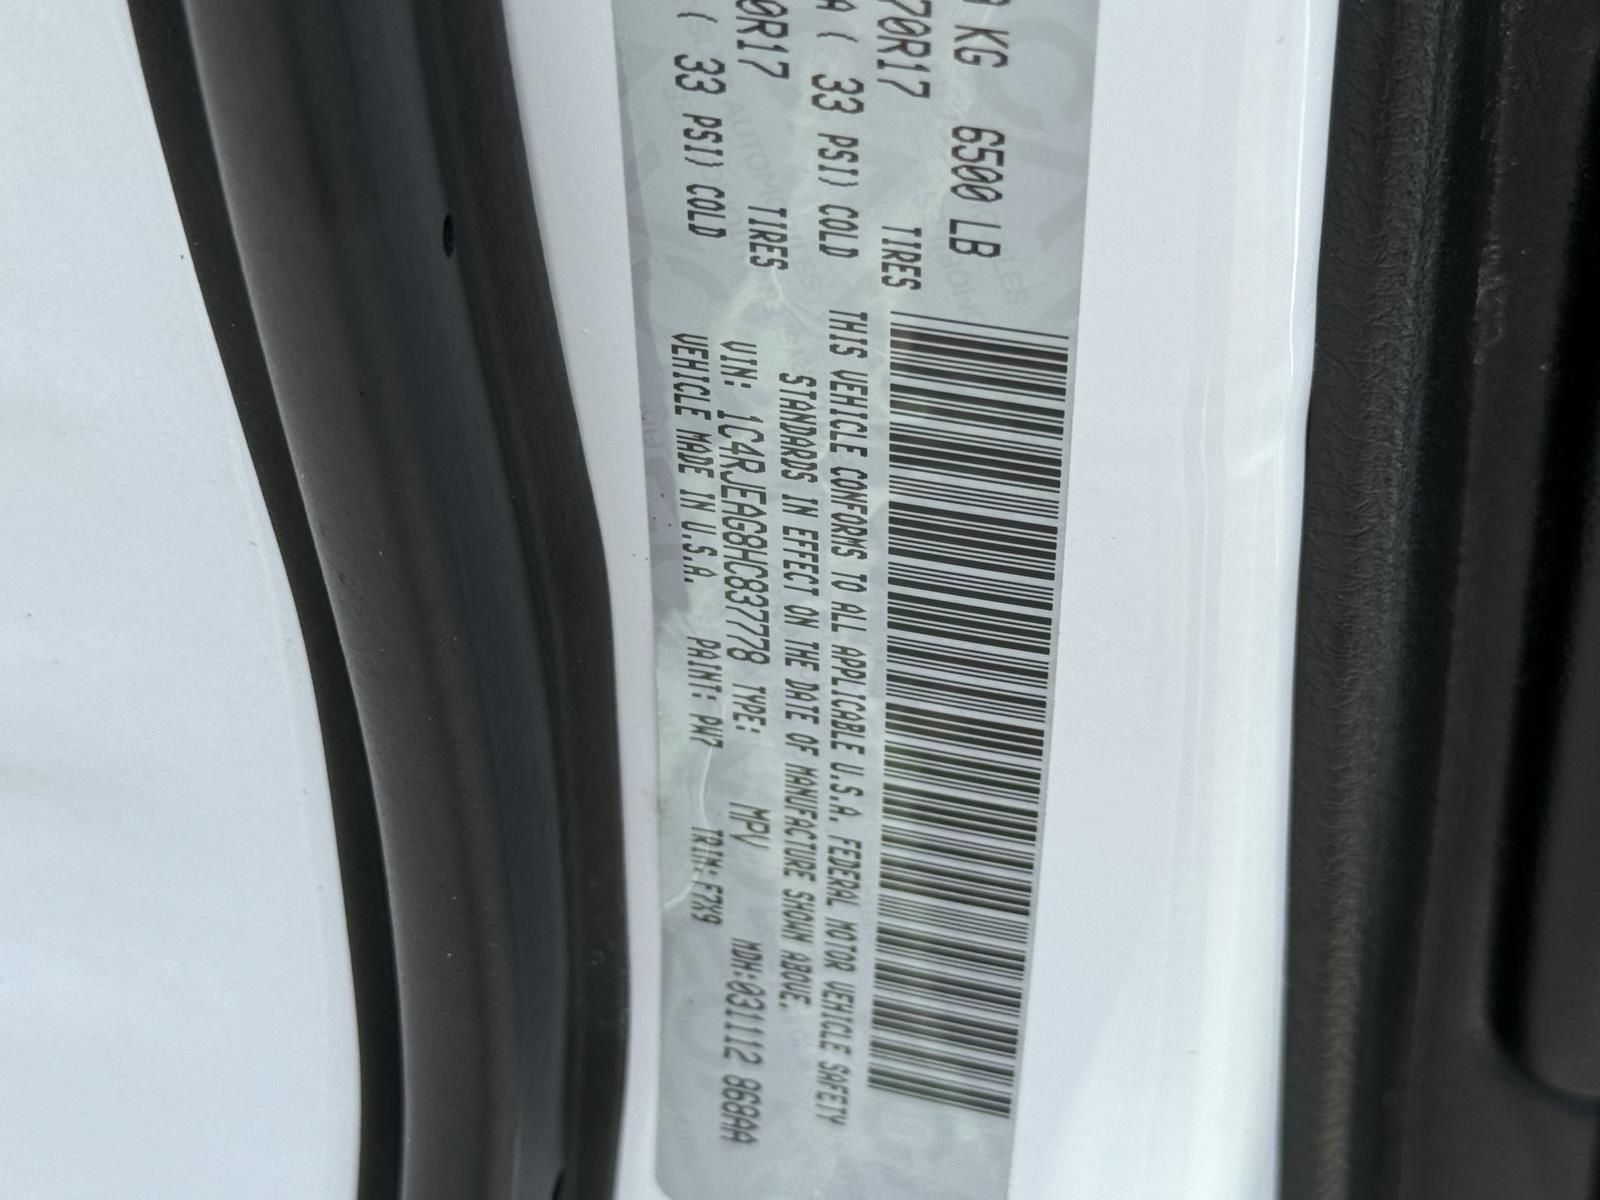 9 KG 6500 LB
TIRES
70R17
A ( 33 PSI) COLD
TIRES
0R17
( 33 PSI) COLD
THIS VEHICLE CONFORMS TO ALL APPLICABLE U.S.A. FEDERAL MOTOR VEHICLE SAFETY
STANDARDS IN EFFECT ON THE DATE OF MANUFACTURE SHOWN ABOVE.
VIN: 1C4RJEAG8HC837778 TYPE: MPV MDH:031112 868AA
VEHICLE MADE IN U.S.A. PAINT: PW7 TRIM:F7X9